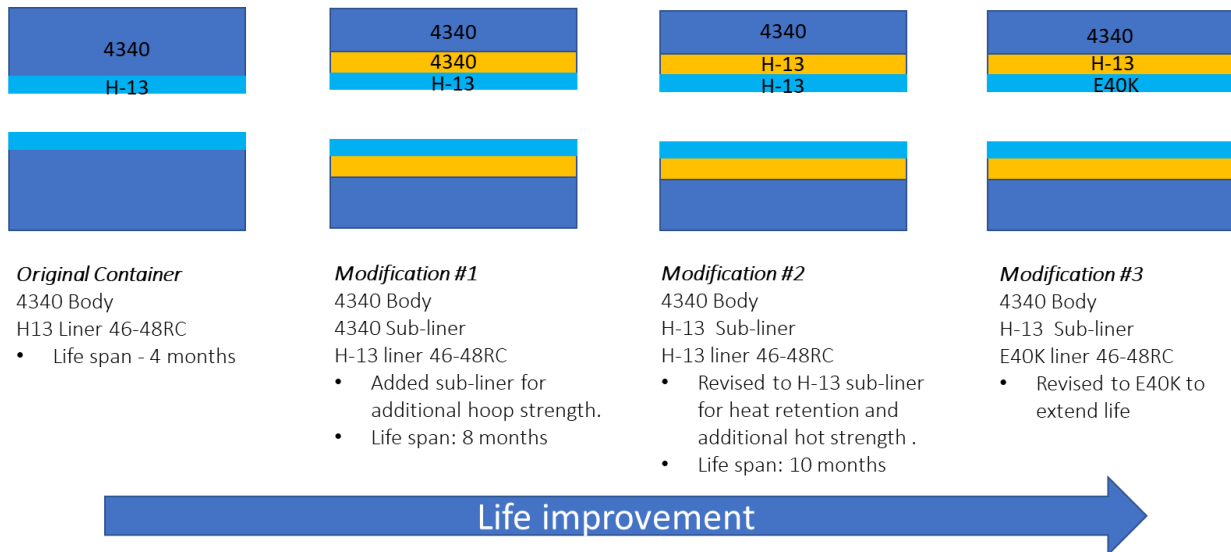 4340
H-13
4340
4340
H-13
4340
H-13
H-13
4340
H-13
E40K
Original Container
4340 Body
H13 Liner 46-48RC
• Life span - 4 months
Modification #1
4340 Body
4340 Sub-liner
H-13 liner 46-48RC
• Added sub-liner for
additional hoop strength.
• Life span: 8 months
Modification #2
4340 Body
H-13  Sub-liner
H-13 liner 46-48RC
• Revised to H-13 sub-liner
for heat retention and
additional hot strength .
• Life span: 10 months
Modification #3
4340 Body
H-13  Sub-liner
E40K liner 46-48RC
• Revised to E40K to
extend life
Life improvement